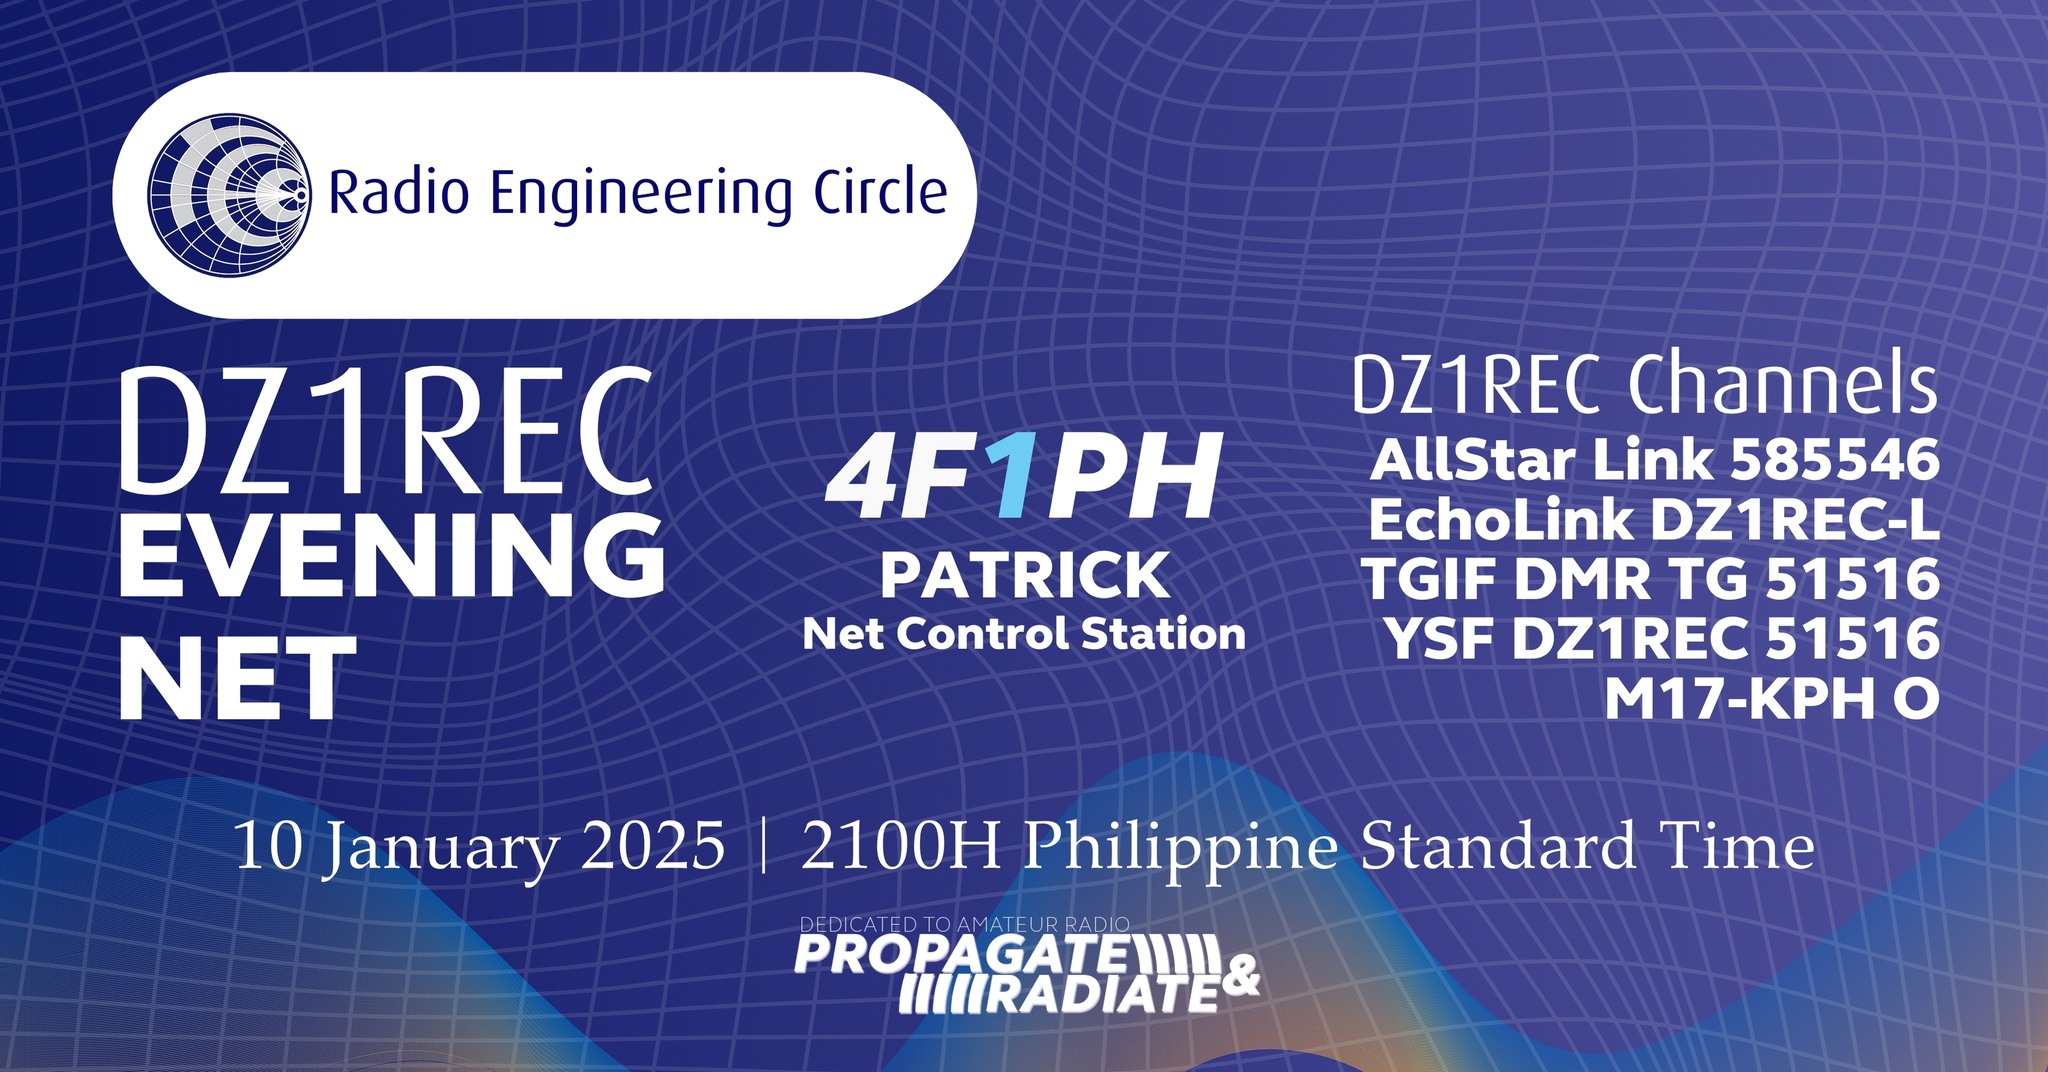 Radio Engineering Circle
DZ1REC
EVENING
NET
4F1PH
PATRICK
Net Control Station
DZ1REC Channels
AllStar Link 585546
EchoLink DZ1REC-L
TGIF DMR TG 51516
YSF DZ1REC 51516
M17-KPH O
10 January 2025 | 2100H Philippine Standard Time
DEDICATED TO AMATEUR RADIO
PROPAGATE
&
RADIATE